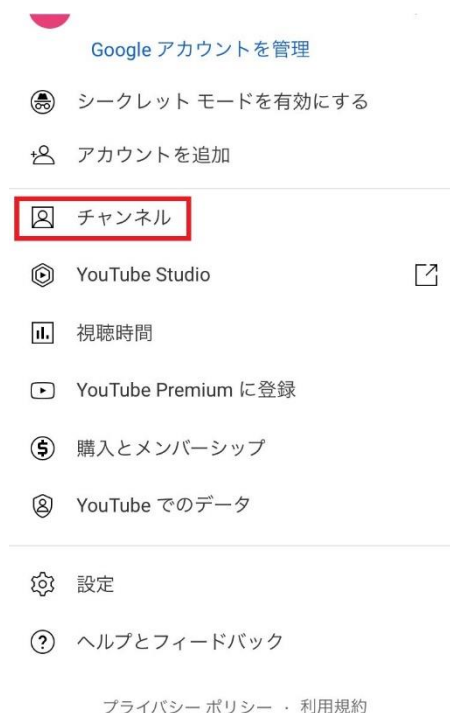 Google アカウントを管理
シークレット モードを有効にする
アカウントを追加
チャンネル
YouTube Studio
視聴時間
YouTube Premium に登録
購入とメンバーシップ
YouTube でのデータ
設定
ヘルプとフィードバック
プライバシー ポリシー ・ 利用規約